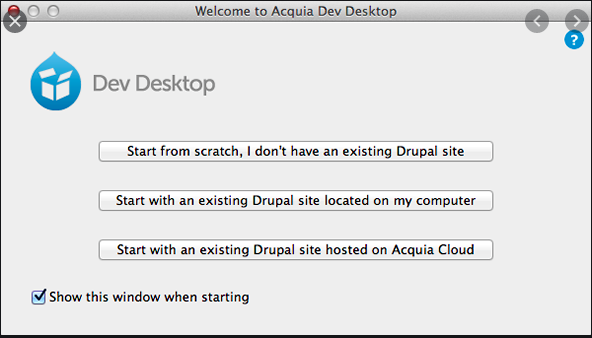 Welcome to Acquia Dev Desktop
?
Dev Desktop
Start from scratch, I don't have an existing Drupal site
Start with an existing Drupal site located on my computer
Start with an existing Drupal site hosted on Acquia Cloud
Show this window when starting